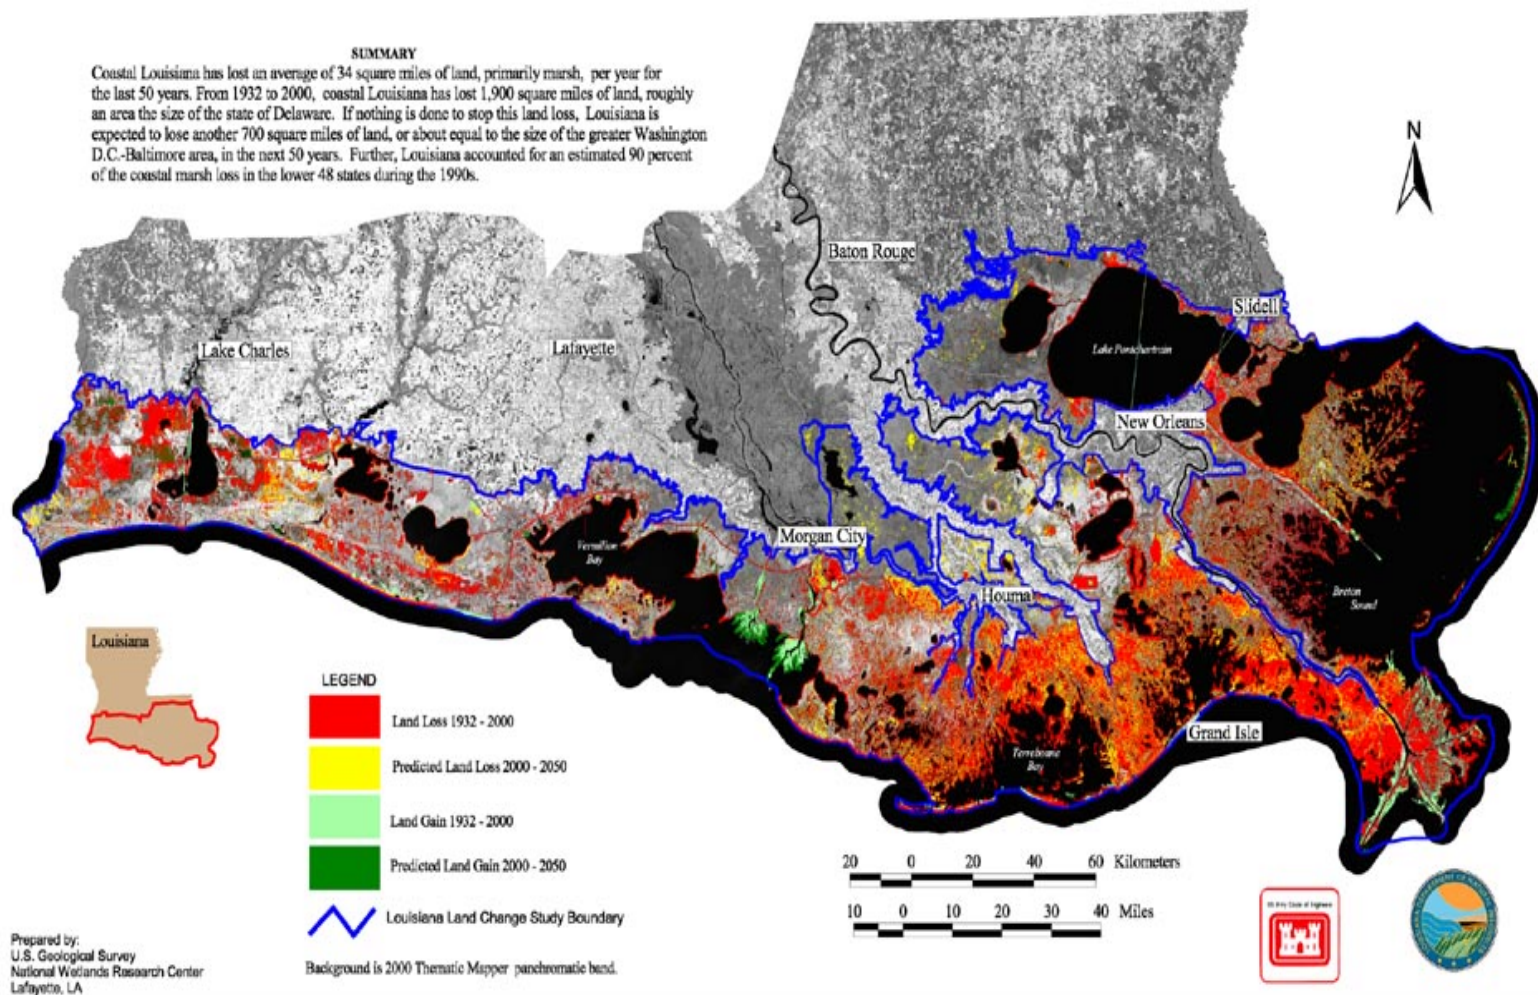 SUMMARY
Coastal Louisiana has lost an average of 34 square miles of land, primarily marsh, per year for
the last 50 years. From 1932 to 2000, coastal Louisiana has lost 1,900 square miles of land, roughly
an area the size of the state of Delaware. If nothing is done to stop this land loss, Louisiana is
expected to lose another 700 square miles of land, or about equal to the size of the greater Washington
D.C.-Baltimore area, in the next 50 years. Further, Louisiana accounted for an estimated 90 percent
of the coastal marsh loss in the lower 48 states during the 1990s.
N
Baton Rouge
Slidell
Lake Charles
Lafayette
Lake Pontchartrain
New Orleans
Morgan City
Vermilion
Bay
Houma
Breton
Sound
Grand Isle
Terrebonne
Bay
Louisiana
LEGEND
Land Loss 1932 - 2000
Predicted Land Loss 2000 - 2050
Land Gain 1932 - 2000
Predicted Land Gain 2000 - 2050
Louisiana Land Change Study Boundary
Background is 2000 Thematic Mapper panchromatic band.
20 0 20 40 60 Kilometers
10 0 10 20 30 40 Miles
Prepared by:
U.S. Geological Survey
National Wetlands Research Center
Lafayette, LA